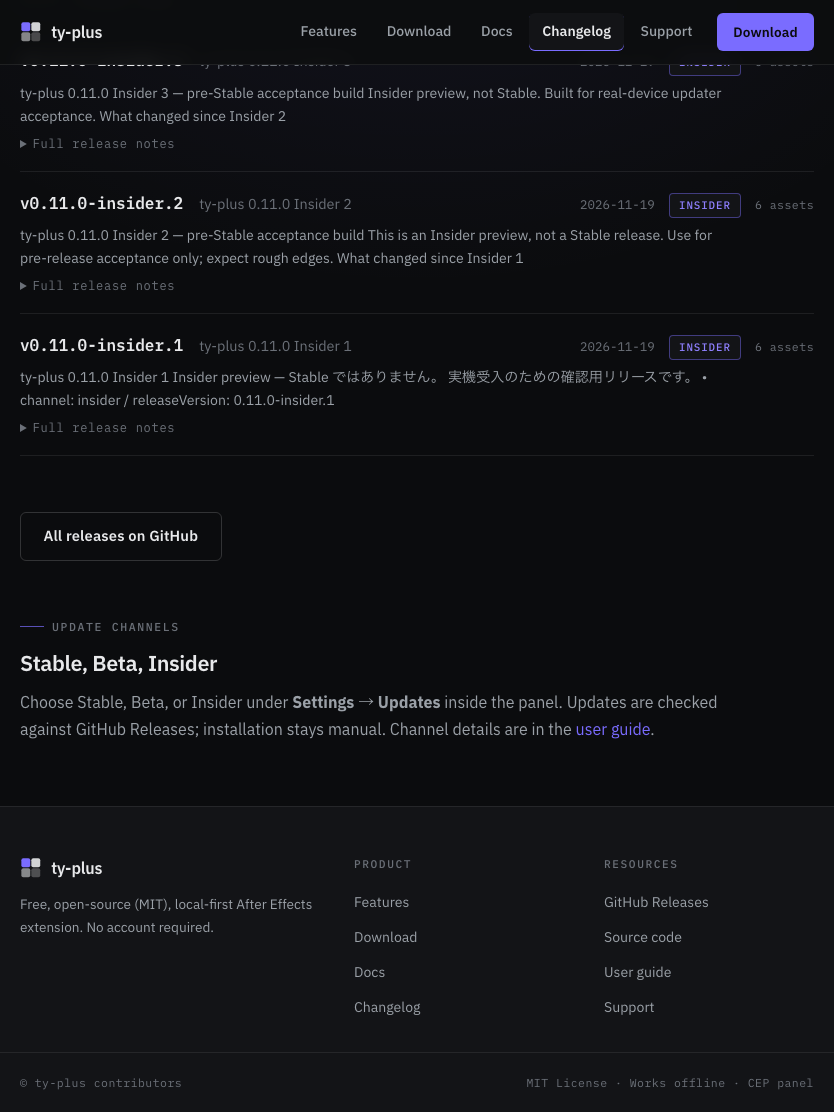 ty-plus
Features Download Docs Changelog Support Download
ty-plus 0.11.0 Insider 3 — pre-Stable acceptance build Insider preview, not Stable. Built for real-device updater
acceptance. What changed since Insider 2
▶ Full release notes
v0.11.0-insider.2 ty-plus 0.11.0 Insider 2 2026-11-19 INSIDER 6 assets
ty-plus 0.11.0 Insider 2 — pre-Stable acceptance build This is an Insider preview, not a Stable release. Use for
pre-release acceptance only; expect rough edges. What changed since Insider 1
▶ Full release notes
v0.11.0-insider.1 ty-plus 0.11.0 Insider 1 2026-11-19 INSIDER 6 assets
ty-plus 0.11.0 Insider 1 Insider preview — Stable ではありません。 実機受入のための確認用リリースです。 •
channel: insider / releaseVersion: 0.11.0-insider.1
▶ Full release notes
All releases on GitHub
UPDATE CHANNELS
Stable, Beta, Insider
Choose Stable, Beta, or Insider under Settings → Updates inside the panel. Updates are checked
against GitHub Releases; installation stays manual. Channel details are in the user guide.
ty-plus
Free, open-source (MIT), local-first After Effects
extension. No account required.
PRODUCT
Features
Download
Docs
Changelog
RESOURCES
GitHub Releases
Source code
User guide
Support
© ty-plus contributors
MIT License · Works offline · CEP panel